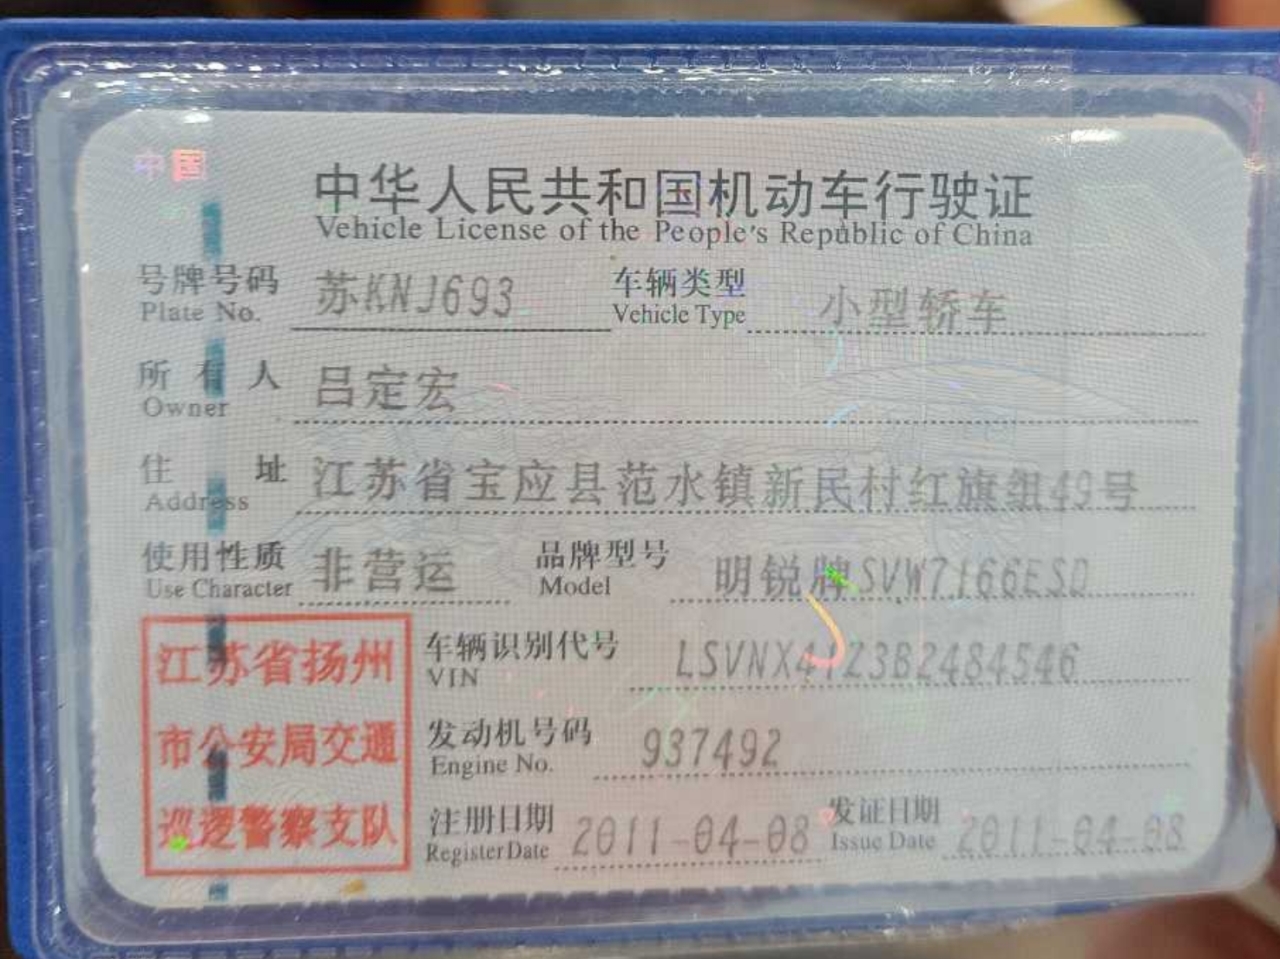 中国
中华人民共和国机动车行驶证
Vehicle License of the People's Republic of China
号牌号码 苏KNJ693 车辆类型 小型轿车
Plate No. Vehicle Type
所有人 吕定宏
Owner
住址 江苏省宝应县范水镇新民村红旗组49号
Address
使用性质 非营运 品牌型号 明锐牌SVW7166ESD
Use Character Model
江苏省扬州
市公安局交通
巡逻警察支队
车辆识别代号 LSVNX41Z3B2484546
VIN
发动机号码 937492
Engine No.
注册日期 2011-04-08 发证日期 2011-04-08
Register Date Issue Date